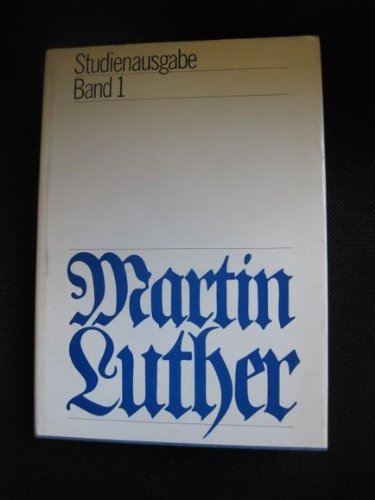 Studienausgabe
Band 1
Martin
Luther